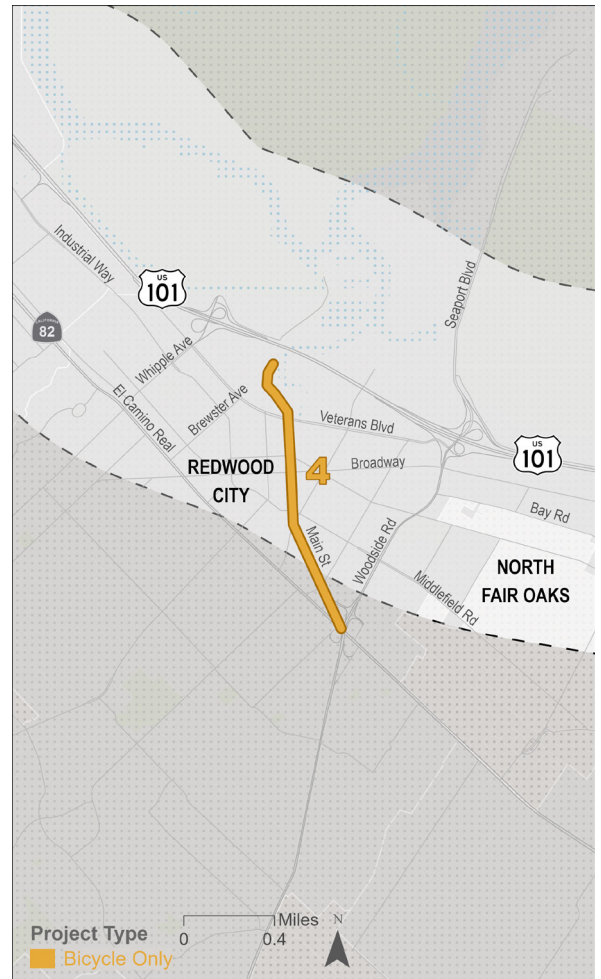 Industrial Way
US
101
Seaport Blvd
CALIFORNIA
82
Whipple Ave
El Camino Real
Brewster Ave
Veterans Blvd
REDWOOD
CITY
4
Broadway
US
101
Bay Rd
Main St
Woodside Rd
Middlefield Rd
NORTH
FAIR OAKS
Miles
N
0
0.4
Project Type
Bicycle Only